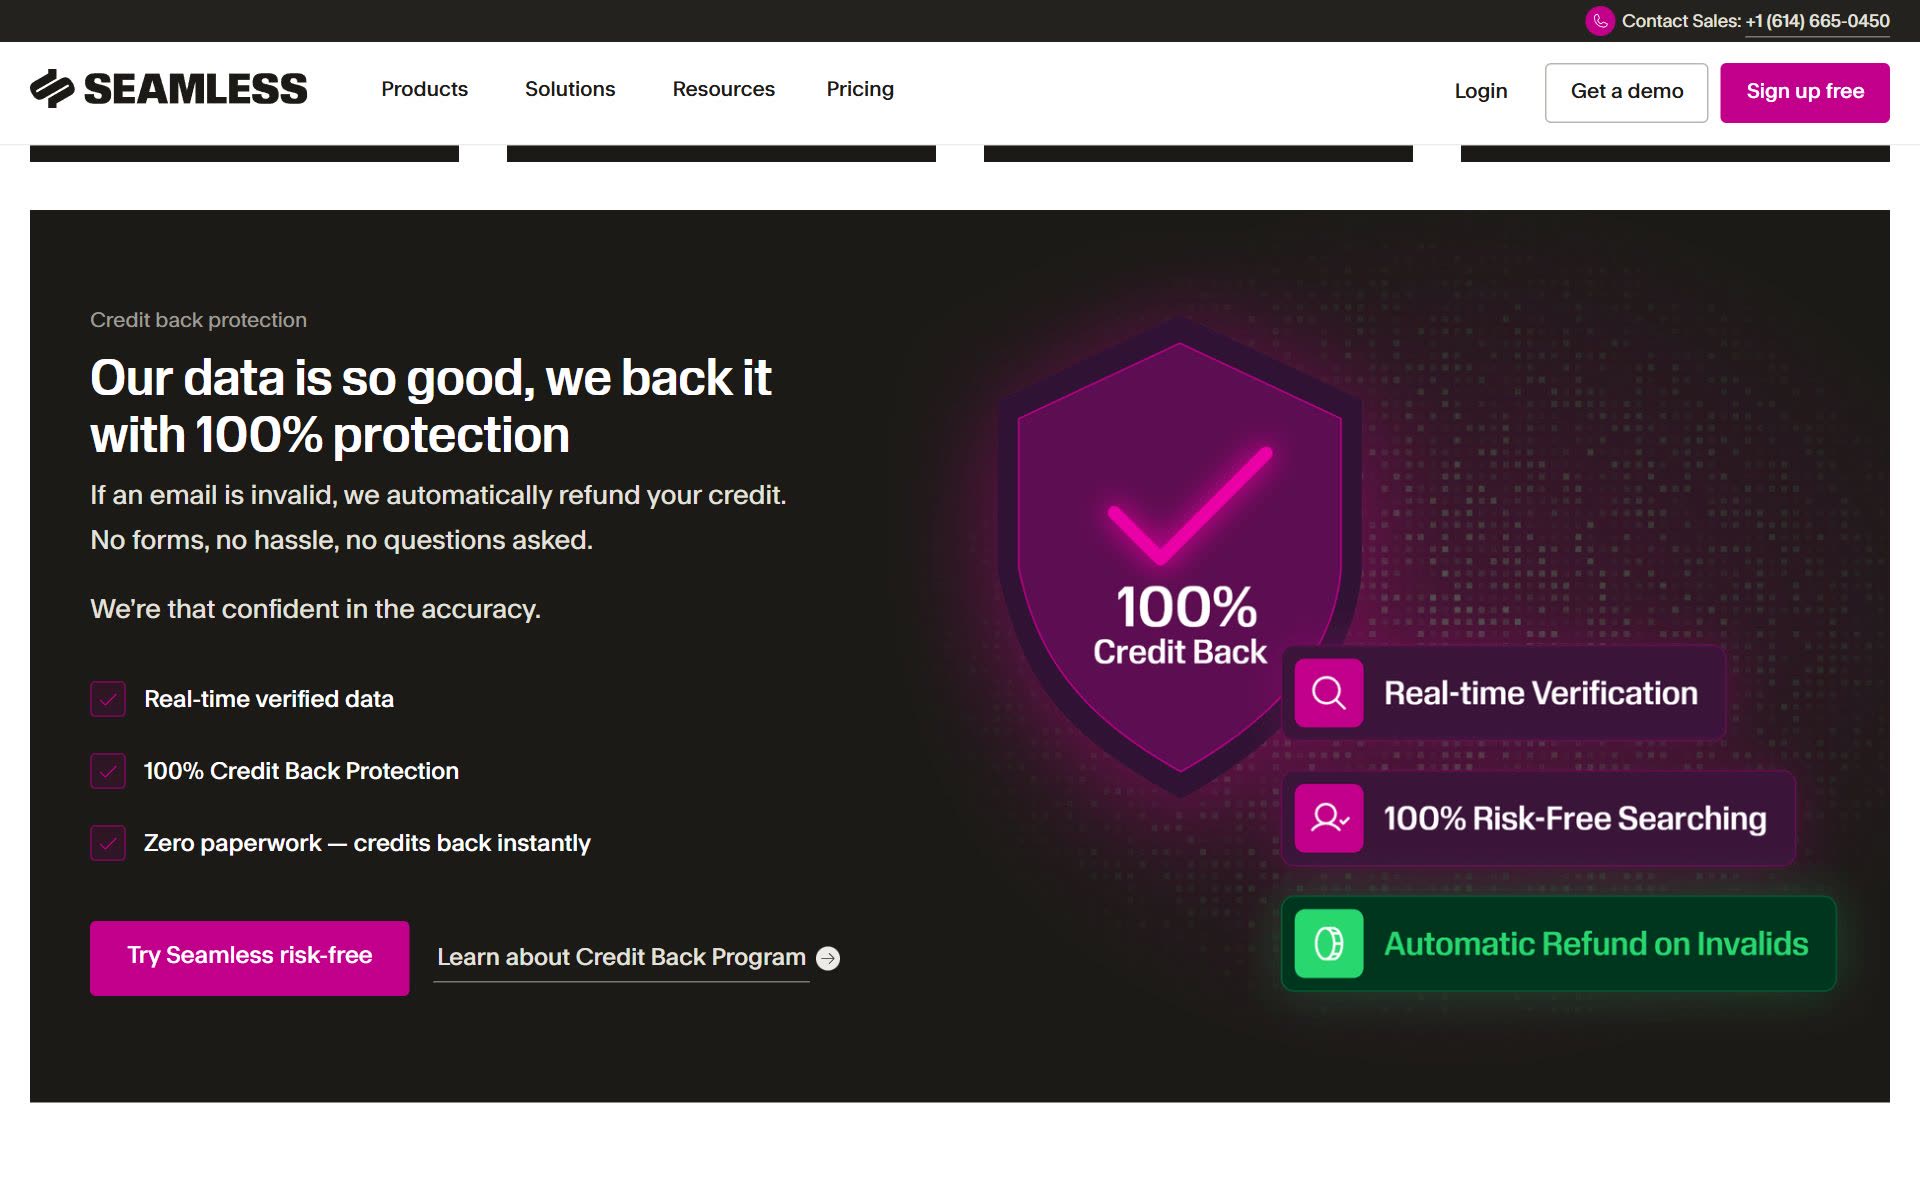 Contact Sales: +1 (614) 665-0450
SEAMLESS
Products
Solutions
Resources
Pricing
Login
Get a demo
Sign up free
Credit back protection
Our data is so good, we back it
with 100% protection
If an email is invalid, we automatically refund your credit.
No forms, no hassle, no questions asked.
We’re that confident in the accuracy.
Real-time verified data
100% Credit Back Protection
Zero paperwork — credits back instantly
Try Seamless risk-free
Learn about Credit Back Program
100%
Credit Back
Real-time Verification
100% Risk-Free Searching
Automatic Refund on Invalids